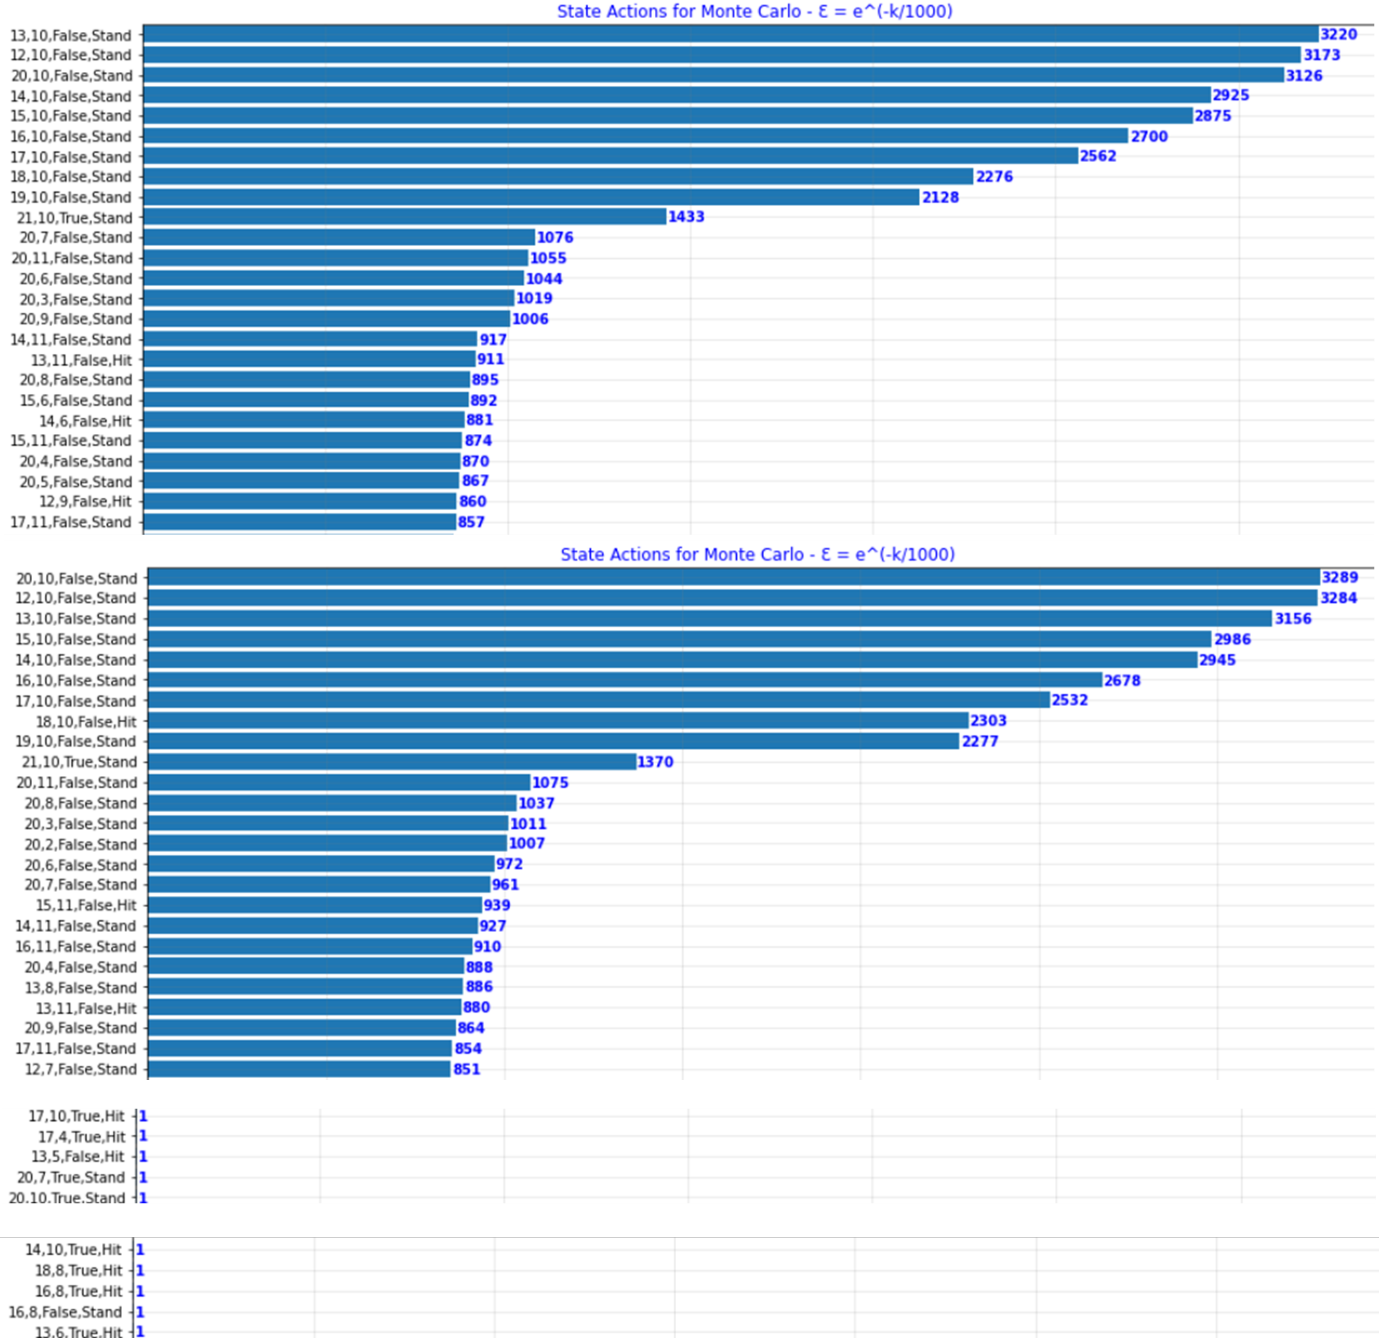 State Actions for Monte Carlo - Ɛ = e^(-k/1000)
13,10,False,Stand 3220
12,10,False,Stand 3173
20,10,False,Stand 3126
14,10,False,Stand 2925
15,10,False,Stand 2875
16,10,False,Stand 2700
17,10,False,Stand 2562
18,10,False,Stand 2276
19,10,False,Stand 2128
21,10,True,Stand 1433
20,7,False,Stand 1076
20,11,False,Stand 1055
20,6,False,Stand 1044
20,3,False,Stand 1019
20,9,False,Stand 1006
14,11,False,Stand 917
13,11,False,Hit 911
20,8,False,Stand 895
15,6,False,Stand 892
14,6,False,Hit 881
15,11,False,Stand 874
20,4,False,Stand 870
20,5,False,Stand 867
12,9,False,Hit 860
17,11,False,Stand 857
State Actions for Monte Carlo - Ɛ = e^(-k/1000)
20,10,False,Stand 3289
12,10,False,Stand 3284
13,10,False,Stand 3156
15,10,False,Stand 2986
14,10,False,Stand 2945
16,10,False,Stand 2678
17,10,False,Stand 2532
18,10,False,Hit 2303
19,10,False,Stand 2277
21,10,True,Stand 1370
20,11,False,Stand 1075
20,8,False,Stand 1037
20,3,False,Stand 1011
20,2,False,Stand 1007
20,6,False,Stand 972
20,7,False,Stand 961
15,11,False,Hit 939
14,11,False,Stand 927
16,11,False,Stand 910
20,4,False,Stand 888
13,8,False,Stand 886
13,11,False,Hit 880
20,9,False,Stand 864
17,11,False,Stand 854
12,7,False,Stand 851
17,10,True,Hit 1
17,4,True,Hit 1
13,5,False,Hit 1
20,7,True,Stand 1
20,10,True,Stand 1
14,10,True,Hit 1
18,8,True,Hit 1
16,8,True,Hit 1
16,8,False,Stand 1
13,6,True,Hit 1